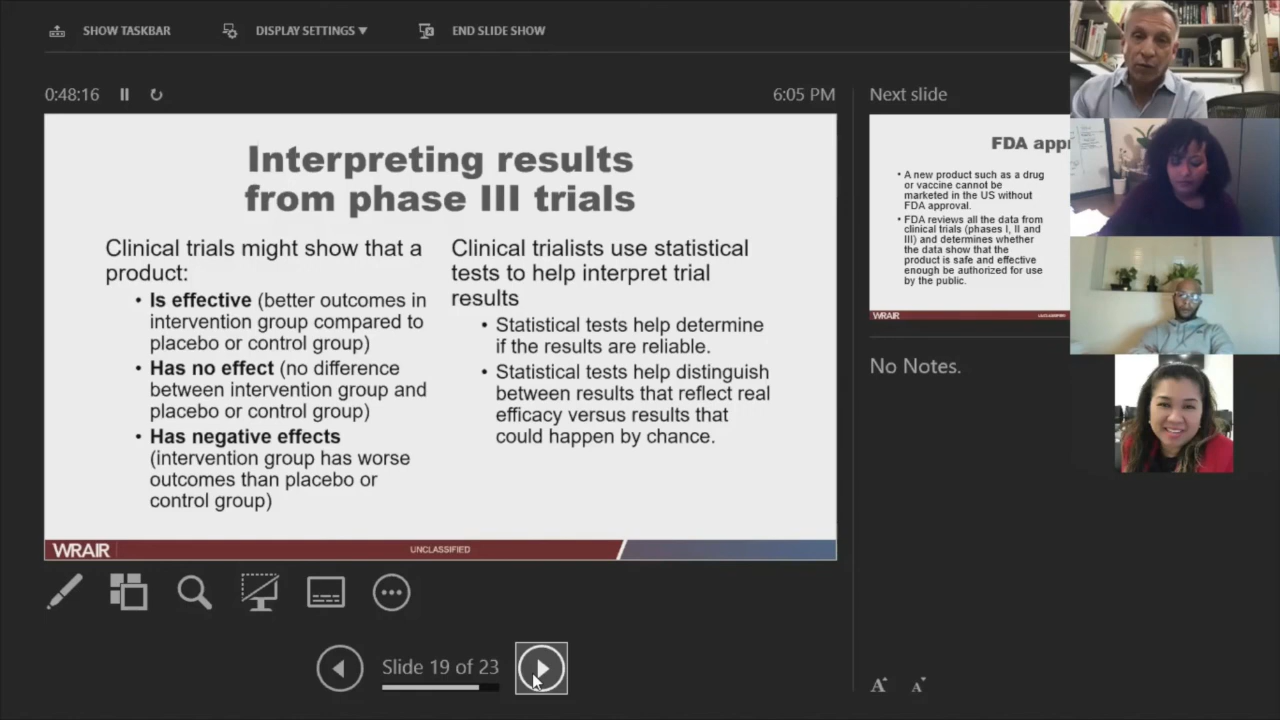 SHOW TASKBAR
DISPLAY SETTINGS ▼
END SLIDE SHOW
0:48:16
6:05 PM
Interpreting results
from phase III trials
Clinical trials might show that a
product:
• Is effective (better outcomes in
intervention group compared to
placebo or control group)
• Has no effect (no difference
between intervention group and
placebo or control group)
• Has negative effects
(intervention group has worse
outcomes than placebo or
control group)
Clinical trialists use statistical
tests to help interpret trial
results
• Statistical tests help determine
if the results are reliable.
• Statistical tests help distinguish
between results that reflect real
efficacy versus results that
could happen by chance.
WRAIR
UNCLASSIFIED
Slide 19 of 23
Next slide
FDA appr
• A new product such as a drug
or vaccine cannot be
marketed in the US without
FDA approval.
• FDA reviews all the data from
clinical trials (phases I, II and
III) and determines whether
the data show that the
product is safe and effective
enough be authorized for use
by the public.
WRAIR
UNCLASSIFIED
No Notes.
A A